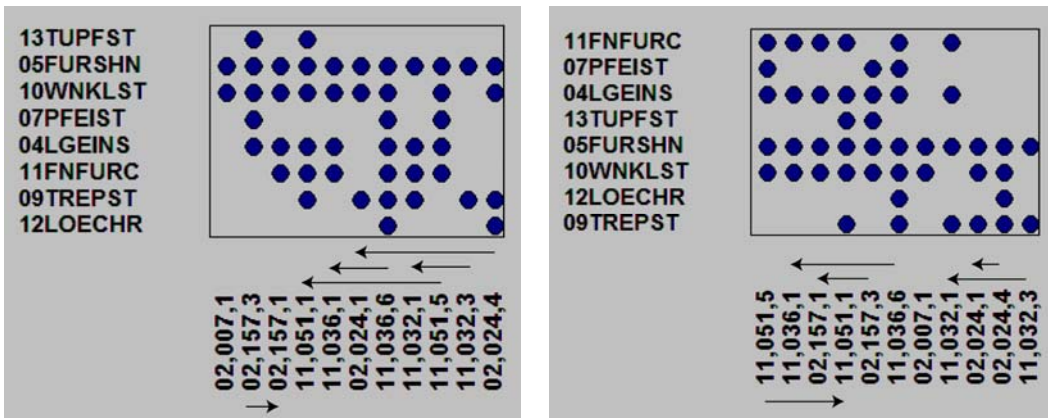 13TUPFST
05FURSHN
10WNKLST
07PFEIST
04LGEINS
11FNFURC
09TREPST
12LOECHR
02,007,1
02,157,3
02,157,1
11,051,1
11,036,1
02,024,1
11,036,6
11,032,1
11,051,5
11,032,3
02,024,4
11FNFURC
07PFEIST
04LGEINS
13TUPFST
05FURSHN
10WNKLST
12LOECHR
09TREPST
11,051,5
11,036,1
02,157,1
11,051,1
02,157,3
11,036,6
02,007,1
11,032,1
02,024,1
02,024,4
11,032,3